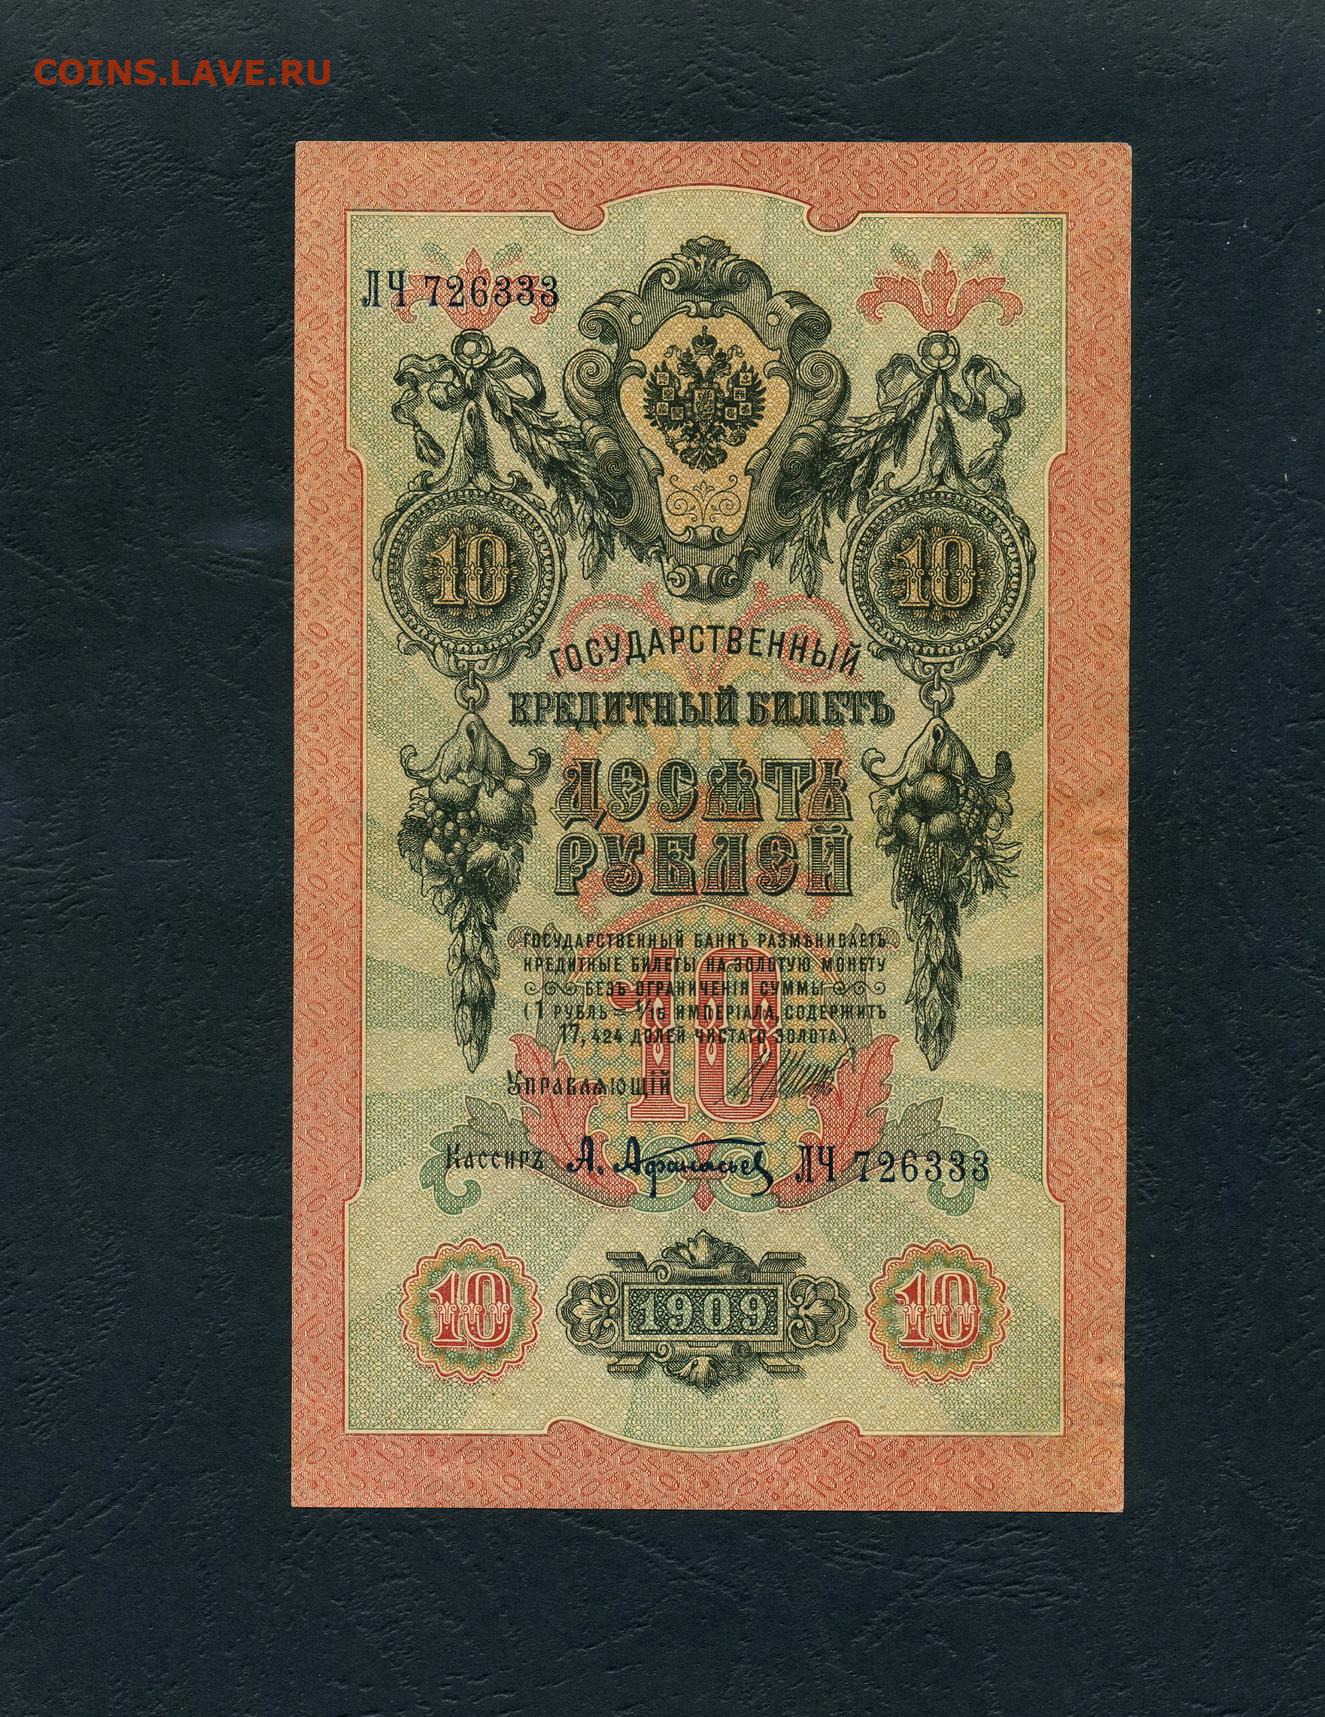 COINS.LAVE.RU
ЛЧ 726333
10 10
ГОСУДАРСТВЕННЫЙ
КРЕДИТНЫЙ БИЛЕТЪ
ДЕСЯТЬ
РУБЛЕЙ
ГОСУДАРСТВЕННЫЙ БАНКЪ РАЗМѢНИВАЕТЪ
КРЕДИТНЫЕ БИЛЕТЫ НА ЗОЛОТУЮ МОНЕТУ
БЕЗЪ ОГРАНИЧЕНІЯ СУММЫ
(1 РУБЛЬ = 1/15 ИМПЕРІАЛА, СОДЕРЖИТЪ
17,424 ДОЛЕЙ ЧИСТАГО ЗОЛОТА).
10
УПРАВЛЯЮЩІЙ
КАССИРЪ А. Афанасьев ЛЧ 726333
10 1909 10